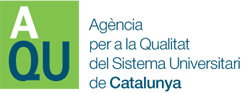 A
QU
Agència
per a la Qualitat
del Sistema Universitari
de Catalunya